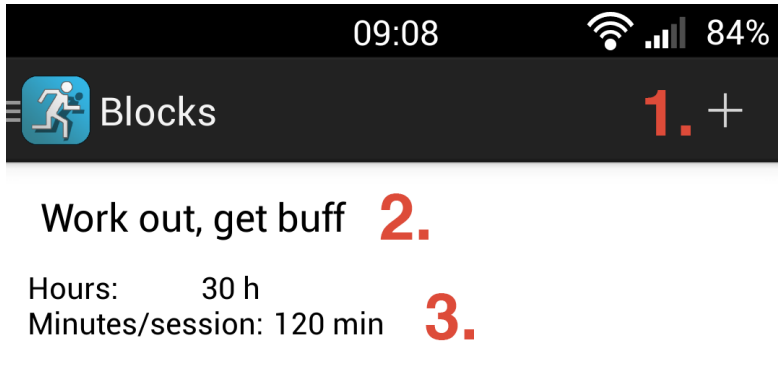 09:08 84%
Blocks 1. +
Work out, get buff 2.
Hours: 30 h
Minutes/session: 120 min 3.